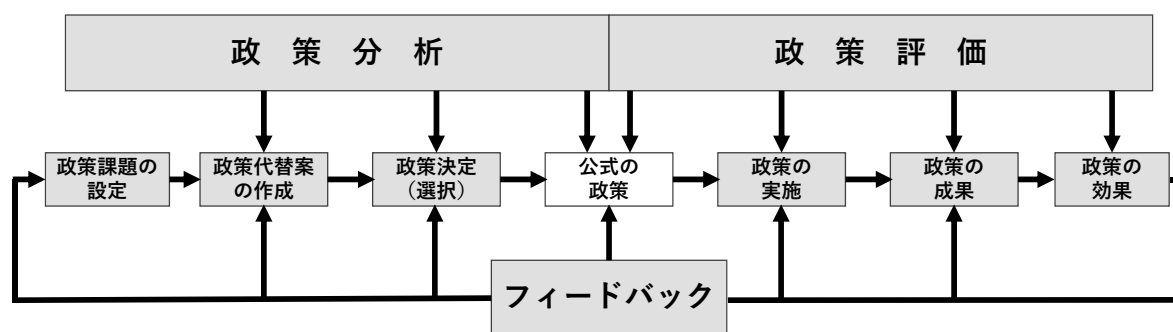 政策分析
政策評価
政策課題の
設定
政策代替案
の作成
政策決定
（選択）
公式の
政策
政策の
実施
政策の
成果
政策の
効果
フィードバック